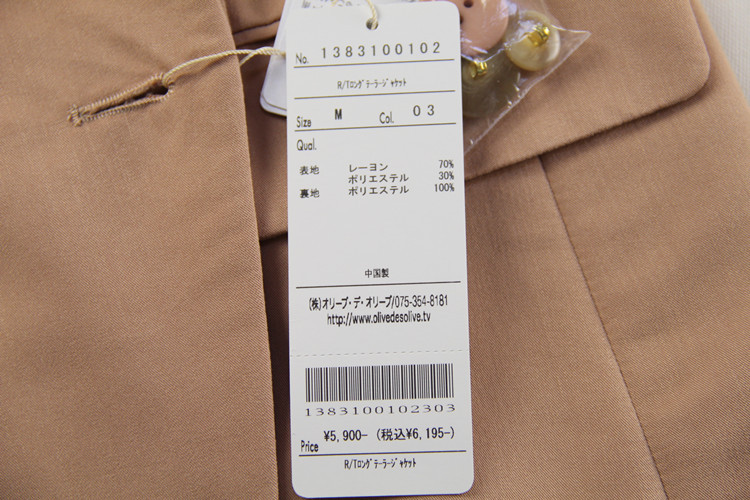 No. 1383100102
R/Tﾛﾝｸﾞﾃｰﾗｰｼﾞｬｹｯﾄ
Size M Col. 03
Qual.
表地 レーヨン 70%
ポリエステル 30%
裏地 ポリエステル 100%
中国製
(株)オリーブ・デ・オリーブ/075-354-8181
http://www.olivedesolive.tv
1383100102303
Price ¥5,900- (税込¥6,195-)
R/Tﾛﾝｸﾞﾃｰﾗｰｼﾞｬｹｯﾄ